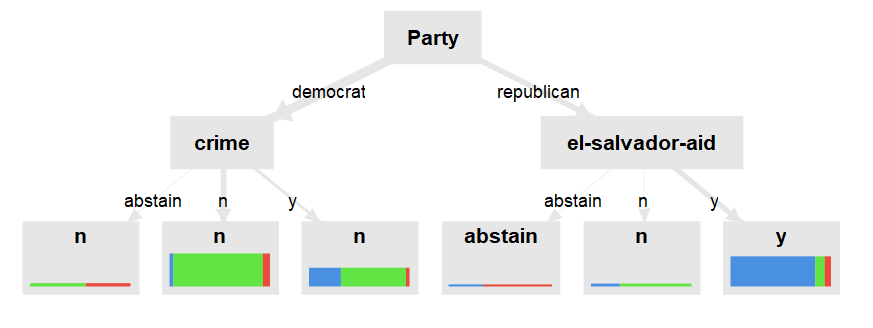 Party
democrat
republican
crime
el-salvador-aid
abstain
n
y
abstain
n
y
n
n
n
abstain
n
y